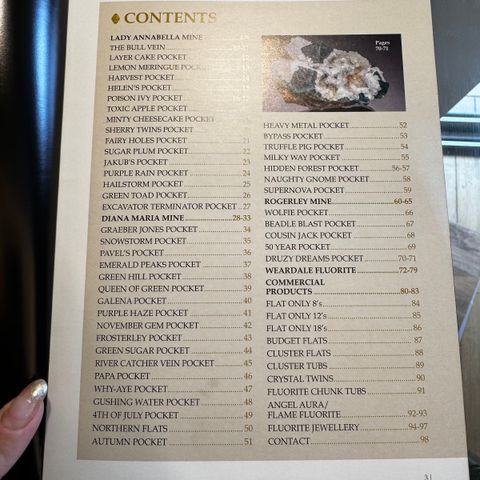 CONTENTS
LADY ANNABELLA MINE
THE BULL VEIN
LAYER CAKE POCKET
LEMON MERINGUE POCKET
HARVEST POCKET
HELEN'S POCKET
POISON IVY POCKET
TOXIC APPLE POCKET
MINTY CHEESECAKE POCKET
SHERRY TWINS POCKET
FAIRY HOLES POCKET 21
SUGAR PLUM POCKET 22
JAKUB'S POCKET 23
PURPLE RAIN POCKET 24
HAILSTORM POCKET 25
GREEN TOAD POCKET 26
EXCAVATOR TERMINATOR POCKET 27
DIANA MARIA MINE 28-33
GRAEBER JONES POCKET 34
SNOWSTORM POCKET 35
PAVEL'S POCKET 36
EMERALD PEAKS POCKET 37
GREEN HILL POCKET 38
QUEEN OF GREEN POCKET 39
GALENA POCKET 40
PURPLE HAZE POCKET 41
NOVEMBER GEM POCKET 42
FROSTERLEY POCKET 43
GREEN SUGAR POCKET 44
RIVER CATCHER VEIN POCKET 45
PAPA POCKET 46
WHY-AYE POCKET 47
GUSHING WATER POCKET 48
4TH OF JULY POCKET 49
NORTHERN FLATS 50
AUTUMN POCKET 51
Pages
70-71
HEAVY METAL POCKET 52
BYPASS POCKET 53
TRUFFLE PIG POCKET 54
MILKY WAY POCKET 55
HIDDEN FOREST POCKET 56-57
NAUGHTY GNOME POCKET 58
SUPERNOVA POCKET 59
ROGERLEY MINE 60-65
WOLFIE POCKET 66
BEADLE BLAST POCKET 67
COUSIN JACK POCKET 68
50 YEAR POCKET 69
DRUZY DREAMS POCKET 70-71
WEARDALE FLUORITE 72-79
COMMERCIAL
PRODUCTS 80-83
FLAT ONLY 8's 84
FLAT ONLY 12's 85
FLAT ONLY 18's 86
BUDGET FLATS 87
CLUSTER FLATS 88
CLUSTER TUBS 89
CRYSTAL TWINS 90
FLUORITE CHUNK TUBS 91
ANGEL AURA/
FLAME FLUORITE 92-93
FLUORITE JEWELLERY 94-97
CONTACT 98
3